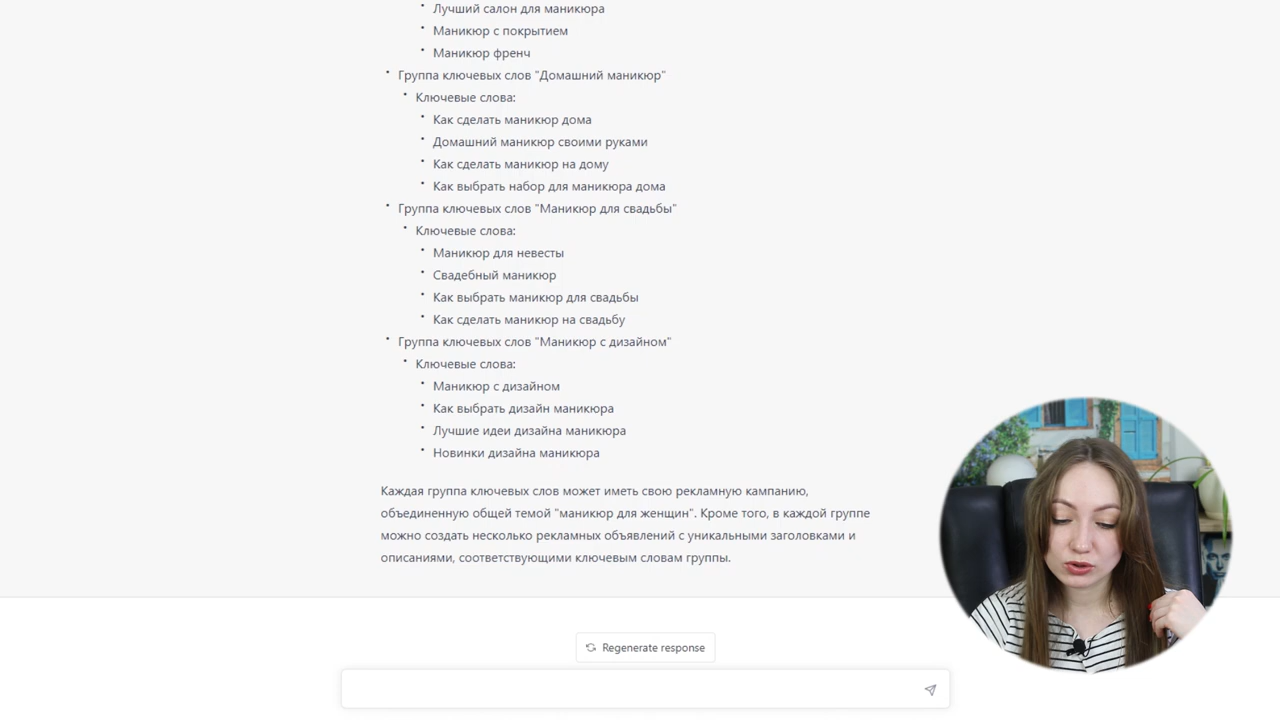 Лучший салон для маникюра
Маникюр с покрытием
Маникюр френч
Группа ключевых слов "Домашний маникюр"
Ключевые слова:
Как сделать маникюр дома
Домашний маникюр своими руками
Как сделать маникюр на дому
Как выбрать набор для маникюра дома
Группа ключевых слов "Маникюр для свадьбы"
Ключевые слова:
Маникюр для невесты
Свадебный маникюр
Как выбрать маникюр для свадьбы
Как сделать маникюр на свадьбу
Группа ключевых слов "Маникюр с дизайном"
Ключевые слова:
Маникюр с дизайном
Как выбрать дизайн маникюра
Лучшие идеи дизайна маникюра
Новинки дизайна маникюра
Каждая группа ключевых слов может иметь свою рекламную кампанию,
объединенную общей темой "маникюр для женщин". Кроме того, в каждой группе
можно создать несколько рекламных объявлений с уникальными заголовками и
описаниями, соответствующими ключевым словам группы.
Regenerate response